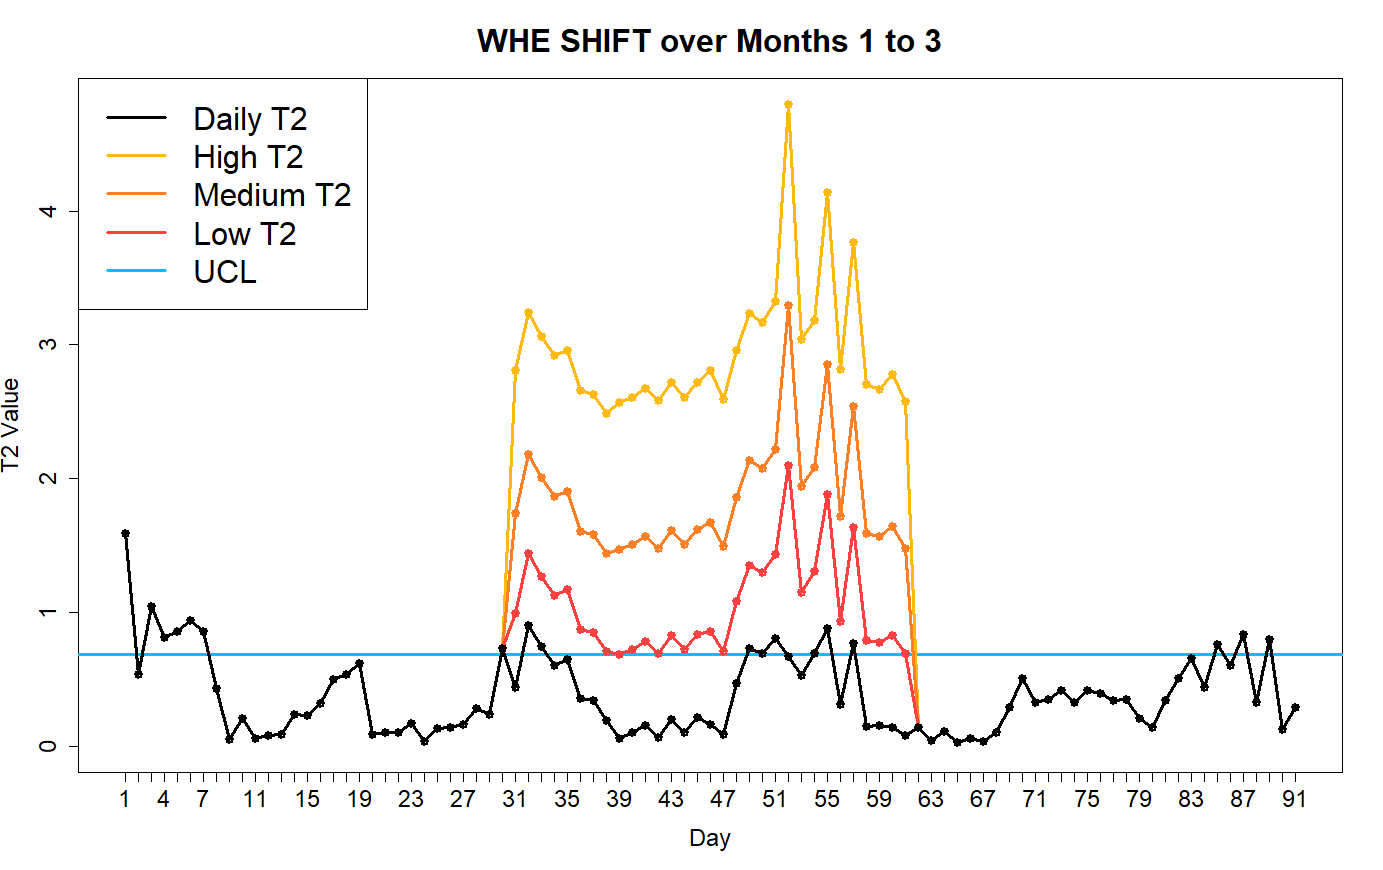 WHE SHIFT over Months 1 to 3
Daily T2
High T2
Medium T2
Low T2
UCL
T2 Value
4
3
2
1
0
1 4 7 11 15 19 23 27 31 35 39 43 47 51 55 59 63 67 71 75 79 83 87 91
Day